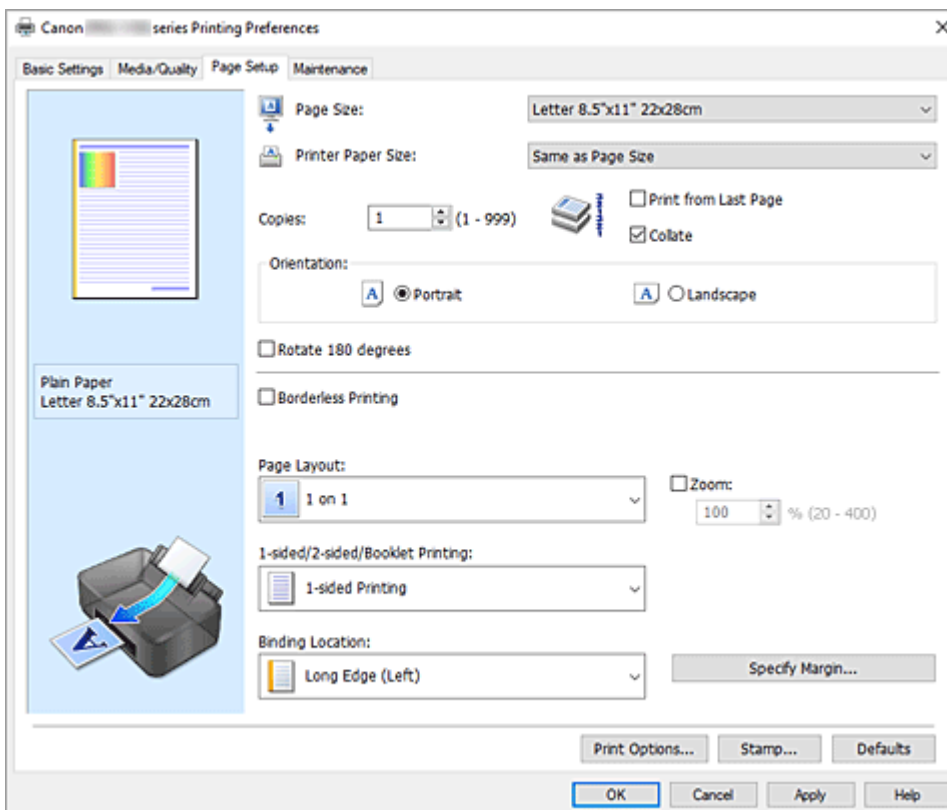 Canon series Printing Preferences
Basic Settings Media/Quality Page Setup Maintenance
Page Size: Letter 8.5"x11" 22x28cm
Printer Paper Size: Same as Page Size
Copies: 1 (1 - 999)
Print from Last Page
Collate
Orientation:
A Portrait A Landscape
Rotate 180 degrees
Plain Paper
Letter 8.5"x11" 22x28cm
Borderless Printing
Page Layout:
1 1 on 1
Zoom:
100 % (20 - 400)
1-sided/2-sided/Booklet Printing:
1-sided Printing
Binding Location:
Long Edge (Left)
Specify Margin...
A
Print Options... Stamp... Defaults
OK Cancel Apply Help